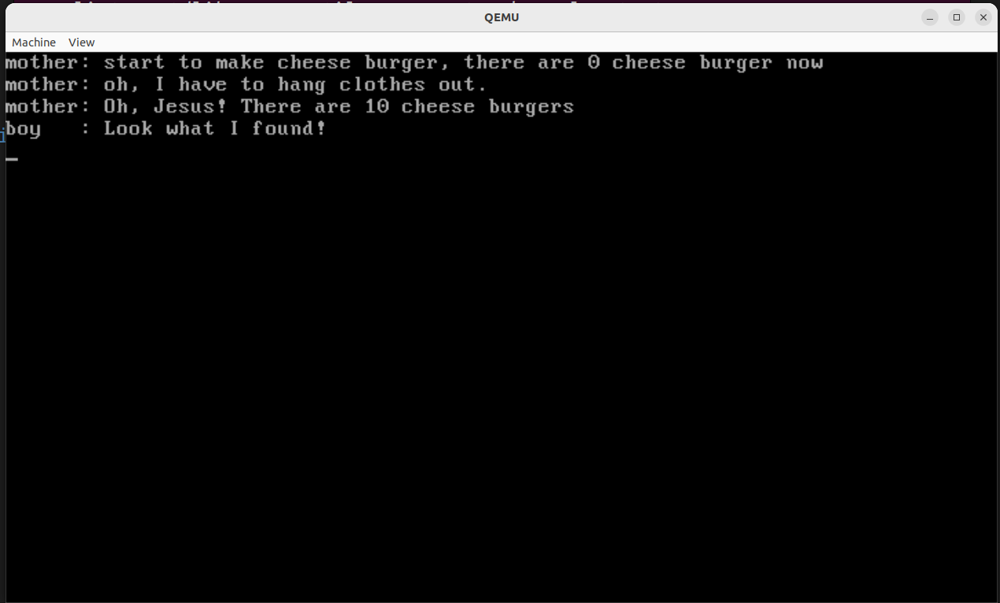 QEMU
Machine View
mother: start to make cheese burger, there are 0 cheese burger now
mother: oh, I have to hang clothes out.
mother: Oh, Jesus! There are 10 cheese burgers
boy   : Look what I found!